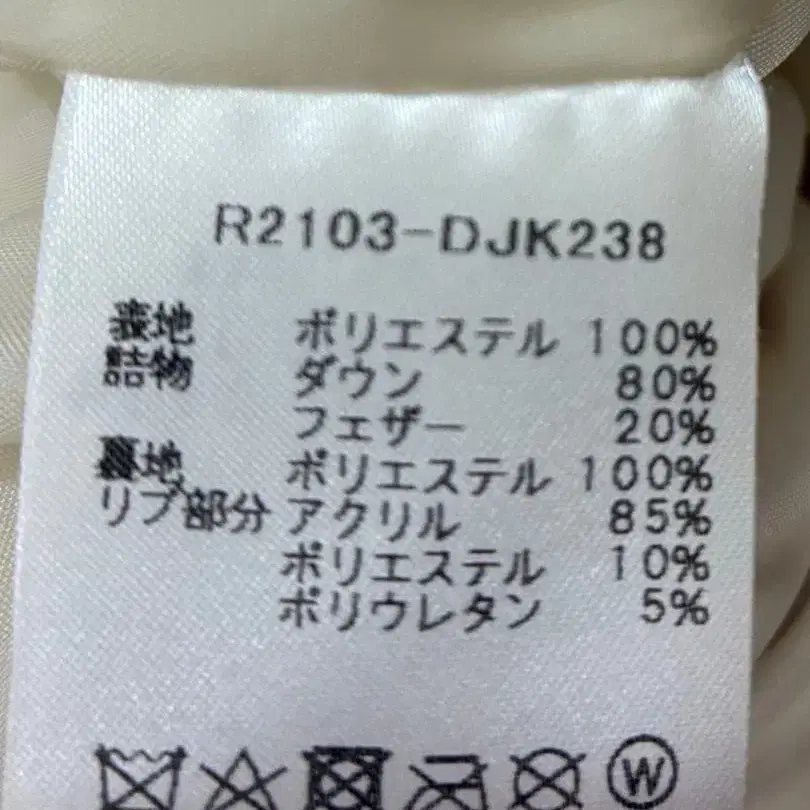 R2103-DJK238
表地 ポリエステル 100%
詰物 ダウン 80%
フェザー 20%
裏地 ポリエステル 100%
リブ部分 アクリル 85%
ポリエステル 10%
ポリウレタン 5%
W